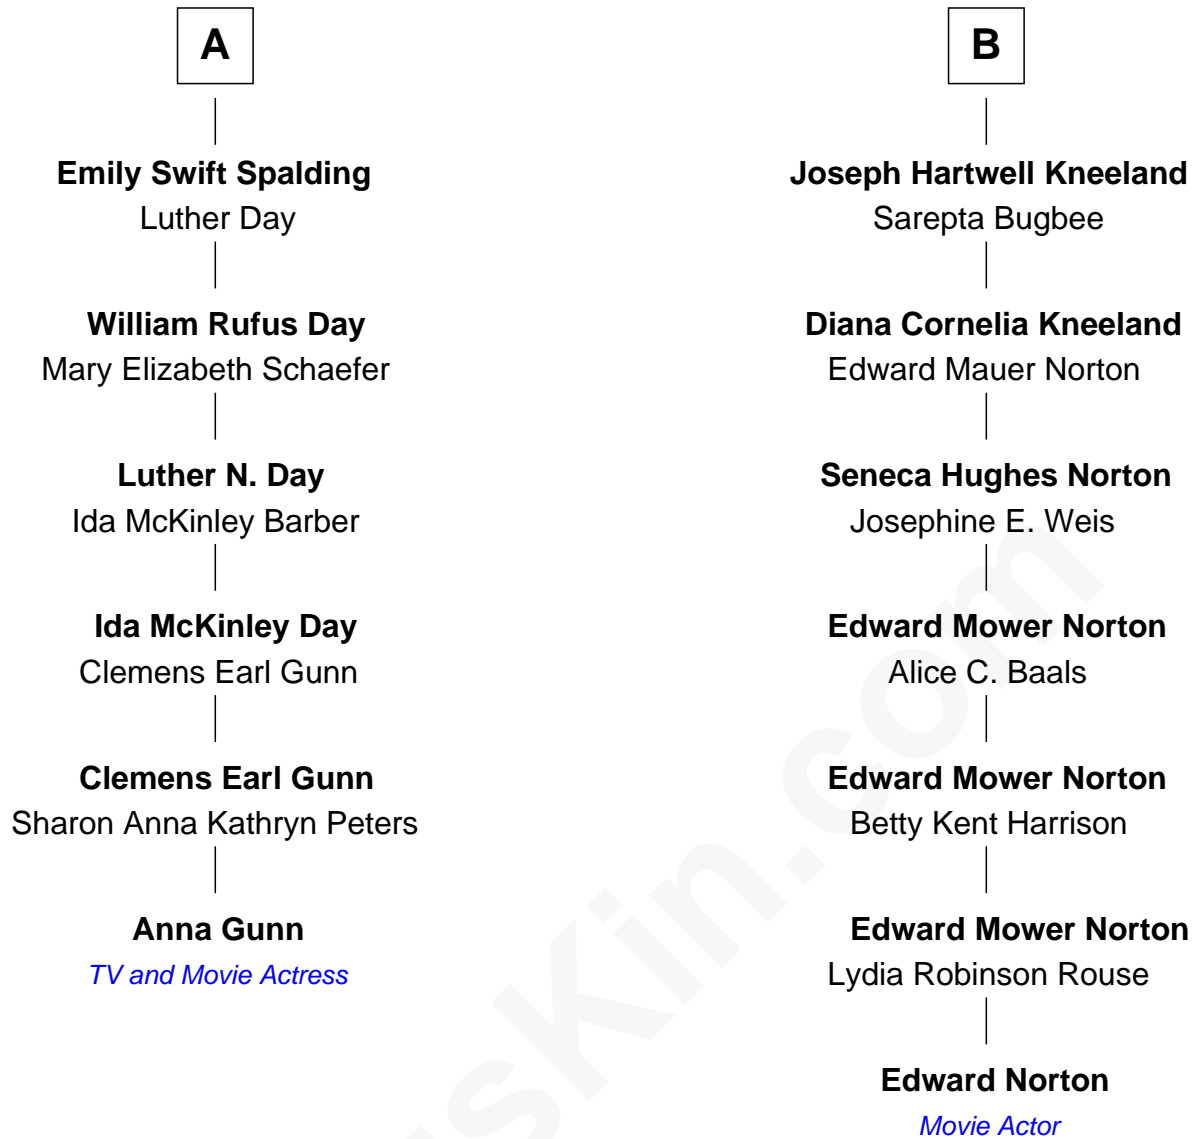 A
Emily Swift Spalding
Luther Day
William Rufus Day
Mary Elizabeth Schaefer
Luther N. Day
Ida McKinley Barber
Ida McKinley Day
Clemens Earl Gunn
Clemens Earl Gunn
Sharon Anna Kathryn Peters
Anna Gunn
TV and Movie Actress
B
Joseph Hartwell Kneeland
Sarepta Bugbee
Diana Cornelia Kneeland
Edward Mauer Norton
Seneca Hughes Norton
Josephine E. Weis
Edward Mower Norton
Alice C. Baals
Edward Mower Norton
Betty Kent Harrison
Edward Mower Norton
Lydia Robinson Rouse
Edward Norton
Movie Actor
usKin.com